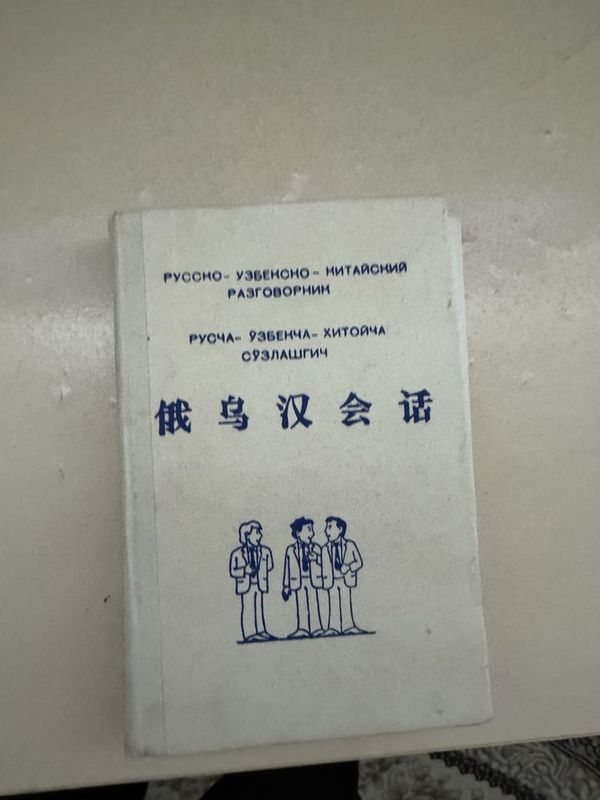 РУССКО- УЗБЕКСКО- КИТАЙСКИЙ
РАЗГОВОРНИК
РУСЧА- ЎЗБЕКЧА- ХИТОЙЧА
СЎЗЛАШГИЧ
俄乌汉会话